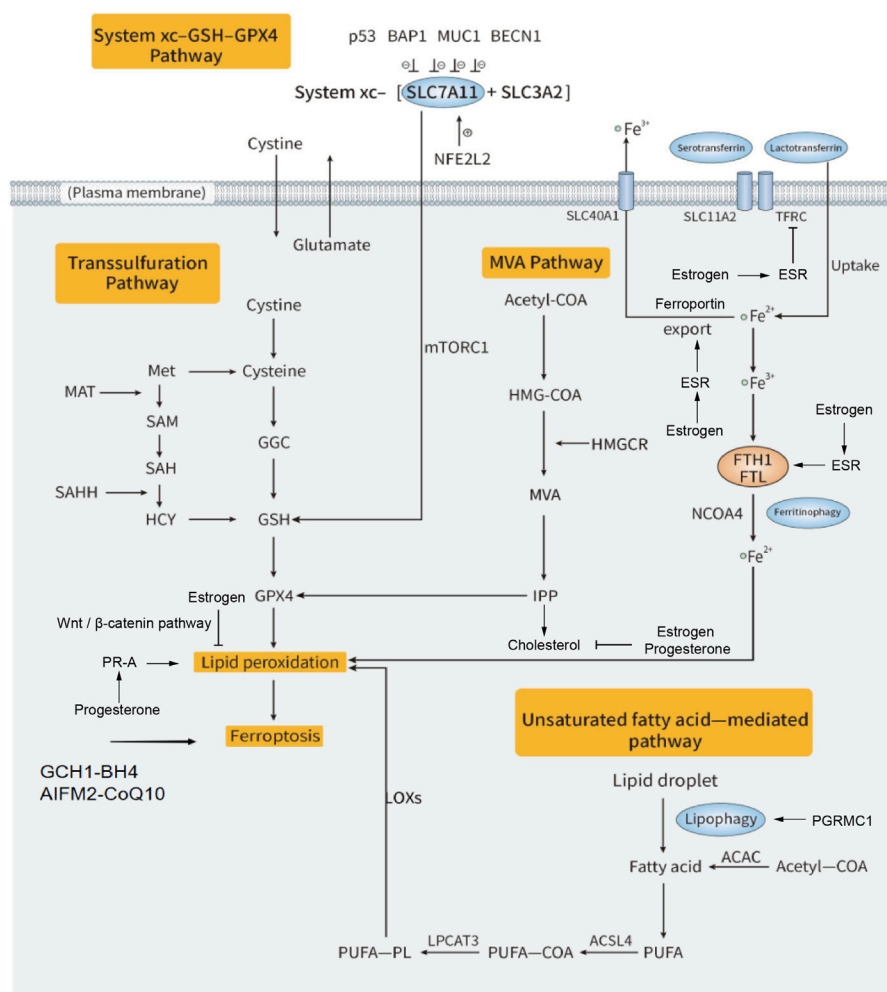 System xc–GSH–GPX4
Pathway
p53 BAP1 MUC1 BECN1
⊖ ⊖ ⊖ ⊖
System xc– [SLC7A11 + SLC3A2]
⊕
NFE2L2
Cystine
Glutamate
(Plasma membrane)
Fe³⁺
Serotransferrin
Lactotransferrin
SLC40A1
SLC11A2
TFRC
Transsulfuration
Pathway
MVA Pathway
Estrogen
ESR
Uptake
Cystine
Acetyl-COA
Ferroportin
export
Fe²⁺
mTORC1
Met
Cysteine
MAT
HMG-COA
ESR
Fe³⁺
SAM
Estrogen
Estrogen
GGC
HMGCR
SAH
FTH1
FTL
ESR
SAHH
MVA
HCY
GSH
NCOA4
Ferritinophagy
Fe²⁺
Estrogen
GPX4
IPP
Wnt / β-catenin pathway
Cholesterol
Estrogen
Progesterone
PR-A
Lipid peroxidation
Progesterone
Ferroptosis
GCH1-BH4
AIFM2-CoQ10
Unsaturated fatty acid—mediated
pathway
LOXs
Lipid droplet
Lipophagy
PGRMC1
Fatty acid
ACAC
Acetyl—COA
PUFA—PL
LPCAT3
PUFA—COA
ACSL4
PUFA